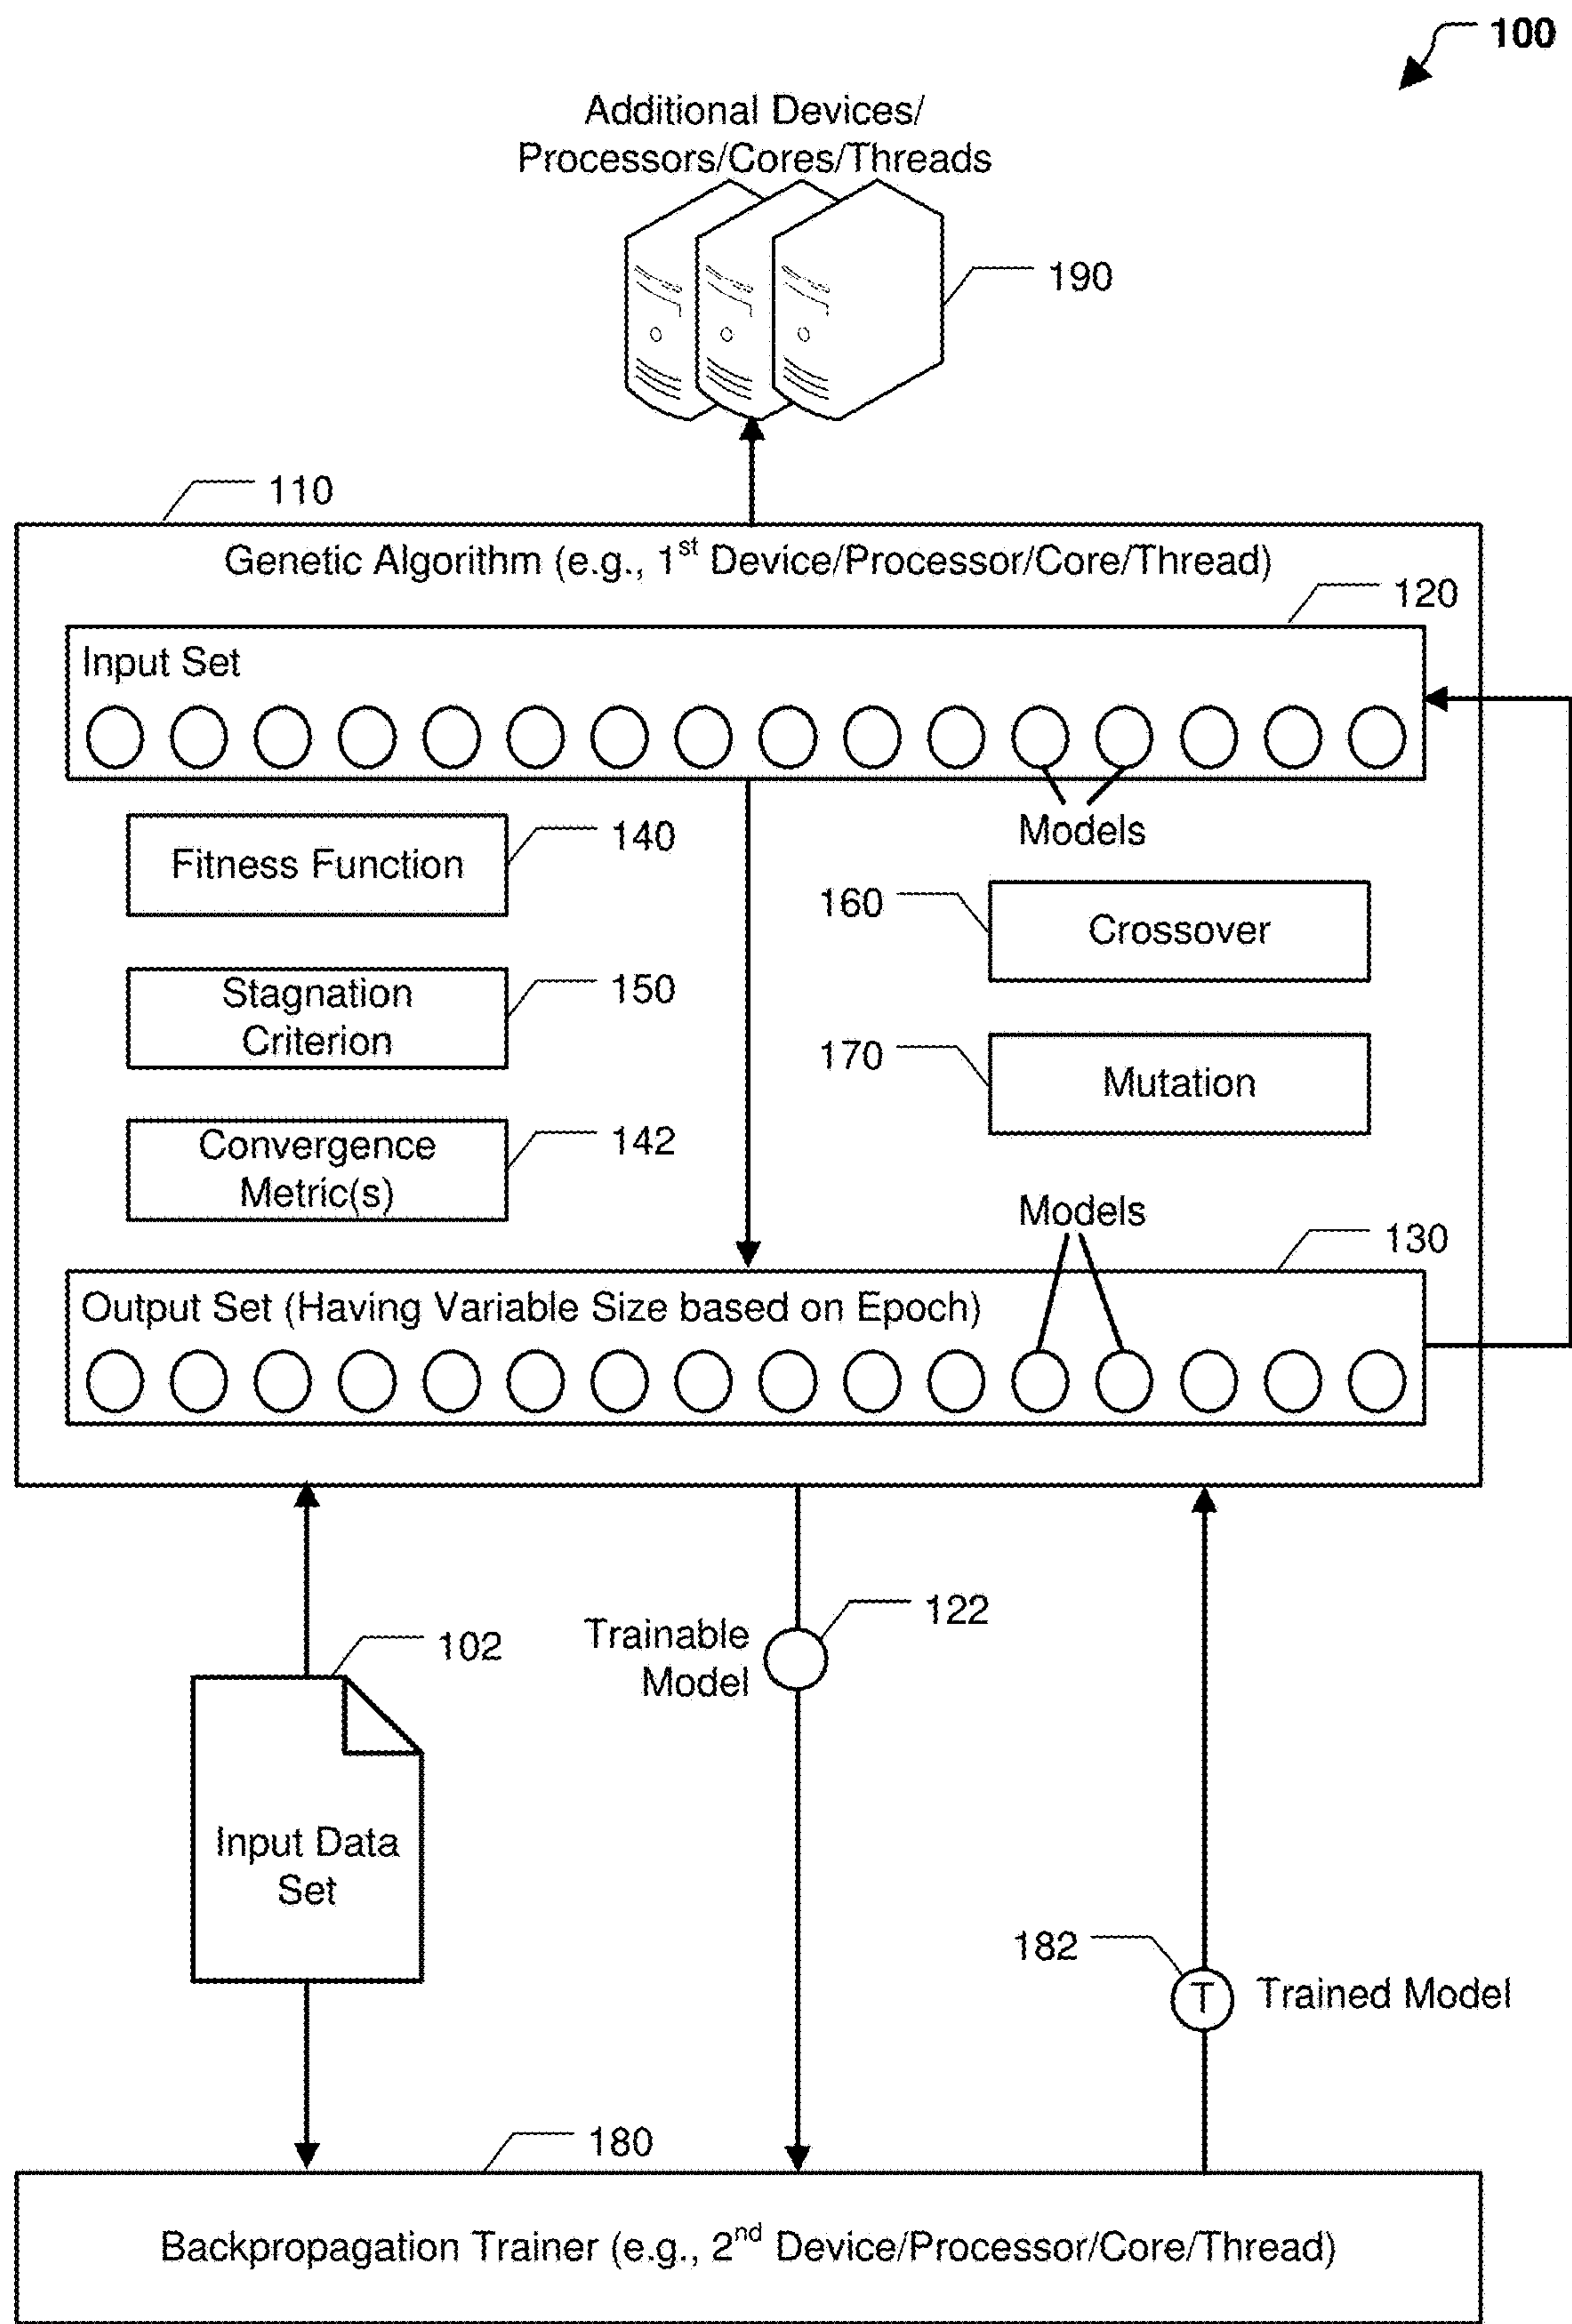 100
Additional Devices/
Processors/Cores/Threads
190
110
Genetic Algorithm (e.g., 1st Device/Processor/Core/Thread)
120
Input Set
Models
Fitness Function
140
160
Crossover
Stagnation
Criterion
150
170
Mutation
Convergence
Metric(s)
142
Models
130
Output Set (Having Variable Size based on Epoch)
122
Trainable
Model
102
Input Data
Set
182
T
Trained Model
180
Backpropagation Trainer (e.g., 2nd Device/Processor/Core/Thread)